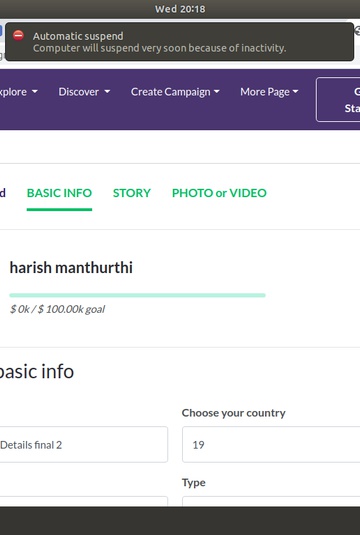 Wed 20:18
Automatic suspend
Computer will suspend very soon because of inactivity.
xplore Discover Create Campaign More Page
BASIC INFO STORY PHOTO or VIDEO
harish manthurthi
$ 0k / $ 100.00k goal
basic info
Choose your country
Details final 2 19
Type